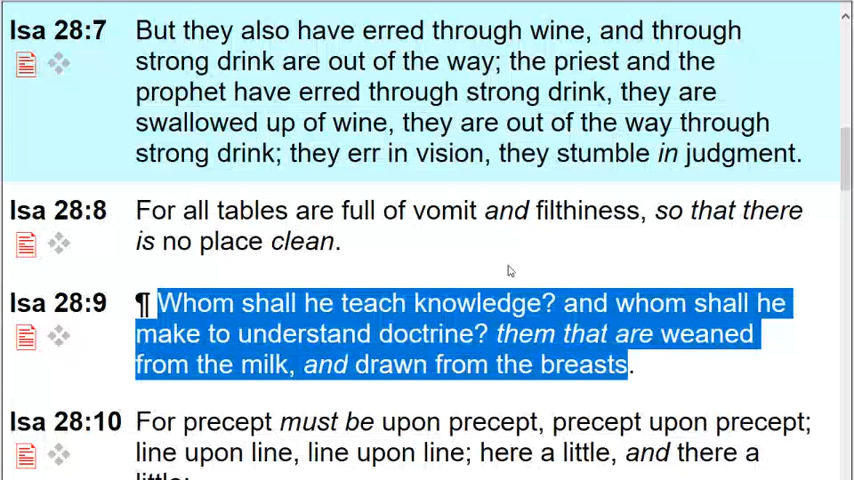 Isa 28:7 But they also have erred through wine, and through
strong drink are out of the way; the priest and the
prophet have erred through strong drink, they are
swallowed up of wine, they are out of the way through
strong drink; they err in vision, they stumble in judgment.
Isa 28:8 For all tables are full of vomit and filthiness, so that there
is no place clean.
Isa 28:9 ¶ Whom shall he teach knowledge? and whom shall he
make to understand doctrine? them that are weaned
from the milk, and drawn from the breasts.
Isa 28:10 For precept must be upon precept, precept upon precept;
line upon line, line upon line; here a little, and there a
little: